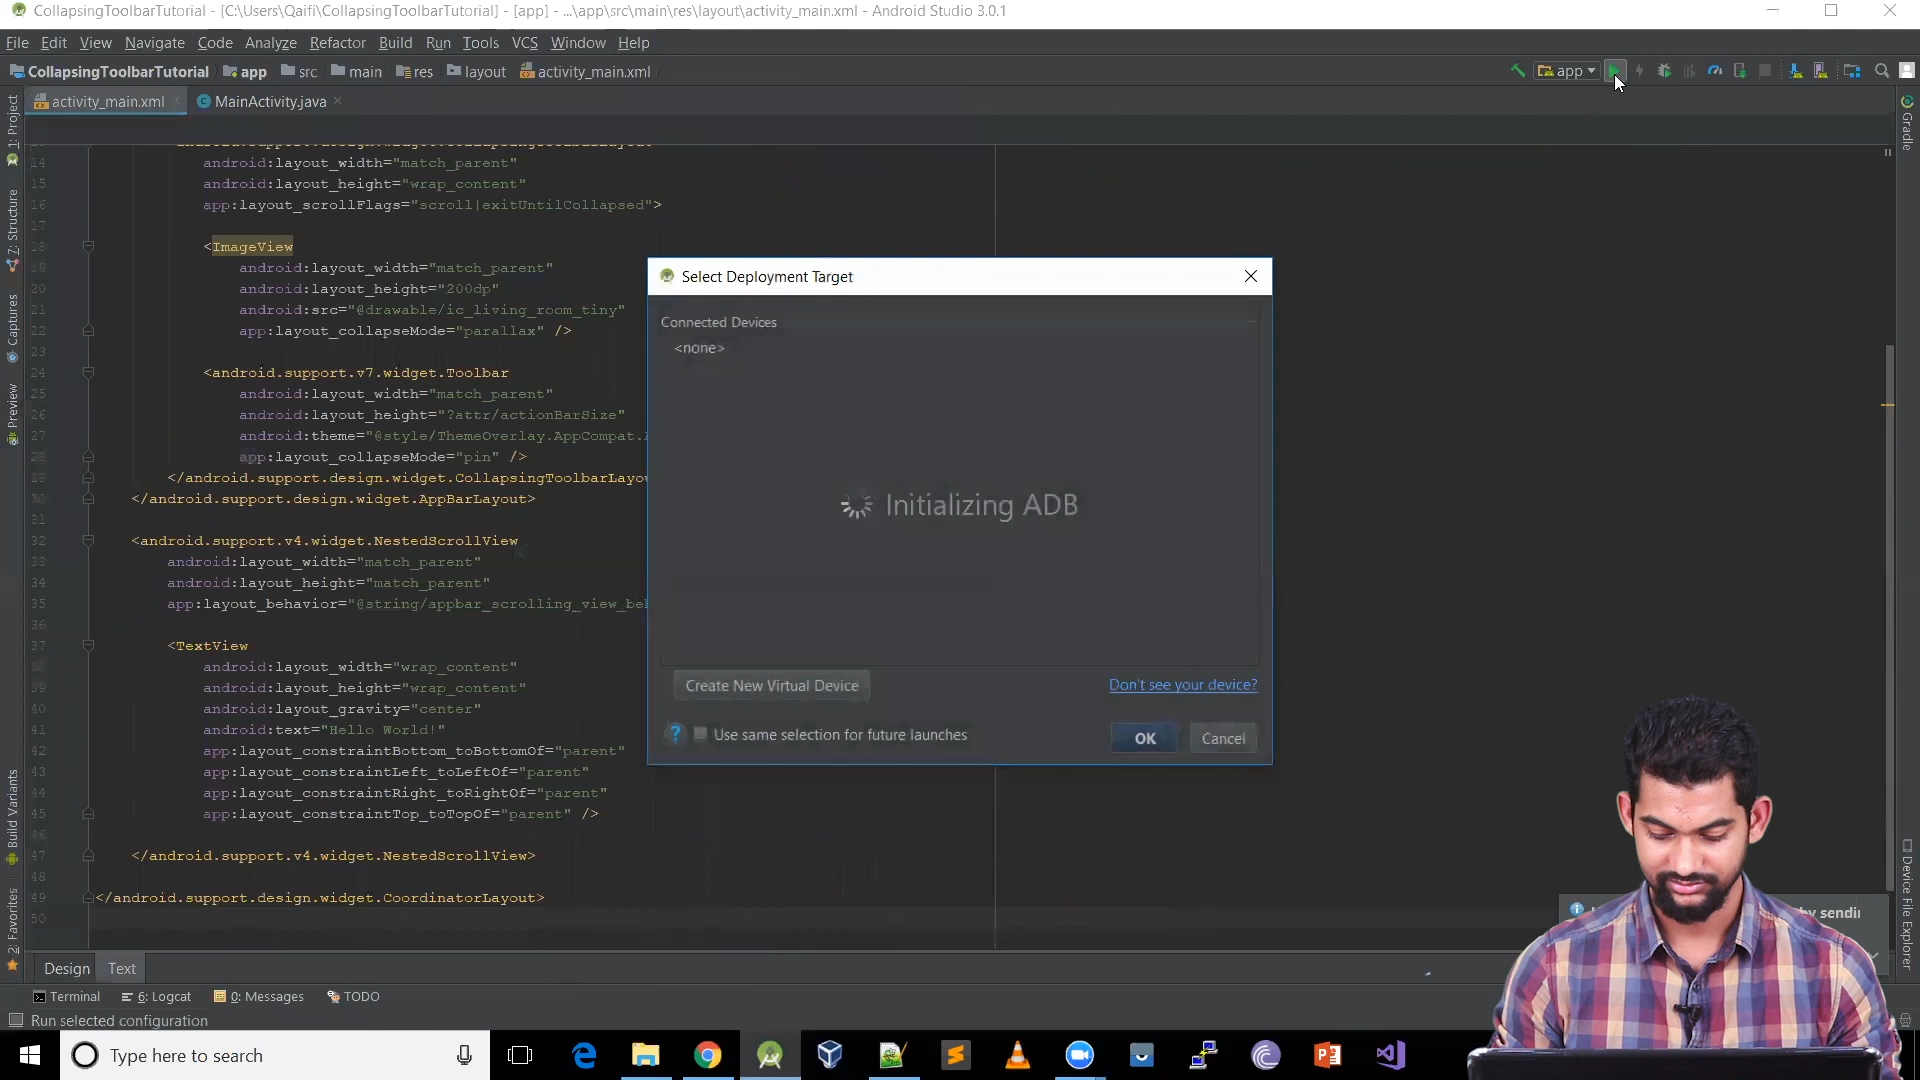 CollapsingToolbarTutorial - [C:\Users\Qaifi\CollapsingToolbarTutorial] - [app] - ...\app\src\main\res\layout\activity_main.xml - Android Studio 3.0.1
File Edit View Navigate Code Analyze Refactor Build Run Tools VCS Window Help
CollapsingToolbarTutorial app src main res layout activity_main.xml app
activity_main.xml MainActivity.java
1: Project
7: Structure
Captures
Preview
Build Variants
2: Favorites
Gradle
Device File Explorer
14 android:layout_width="match_parent"
15 android:layout_height="wrap_content"
16 app:layout_scrollFlags="scroll|exitUntilCollapsed">
17
18 <ImageView
19 android:layout_width="match_parent"
20 android:layout_height="200dp"
21 android:src="@drawable/ic_living_room_tiny"
22 app:layout_collapseMode="parallax" />
23
24 <android.support.v7.widget.Toolbar
25 android:layout_width="match_parent"
26 android:layout_height="?attr/actionBarSize"
27 android:theme="@style/ThemeOverlay.AppCompat.
28 app:layout_collapseMode="pin" />
29 </android.support.design.widget.CollapsingToolbarLayou
30 </android.support.design.widget.AppBarLayout>
31
32 <android.support.v4.widget.NestedScrollView
33 android:layout_width="match_parent"
34 android:layout_height="match_parent"
35 app:layout_behavior="@string/appbar_scrolling_view_be
36
37 <TextView
38 android:layout_width="wrap_content"
39 android:layout_height="wrap_content"
40 android:layout_gravity="center"
41 android:text="Hello World!"
42 app:layout_constraintBottom_toBottomOf="parent"
43 app:layout_constraintLeft_toLeftOf="parent"
44 app:layout_constraintRight_toRightOf="parent"
45 app:layout_constraintTop_toTopOf="parent" />
46
47 </android.support.v4.widget.NestedScrollView>
48
49 </android.support.design.widget.CoordinatorLayout>
50
Select Deployment Target
Connected Devices
<none>
Initializing ADB
Create New Virtual Device Don't see your device?
? Use same selection for future launches OK Cancel
by sendi
Design Text
Terminal 6: Logcat 0: Messages TODO
Run selected configuration
Type here to search